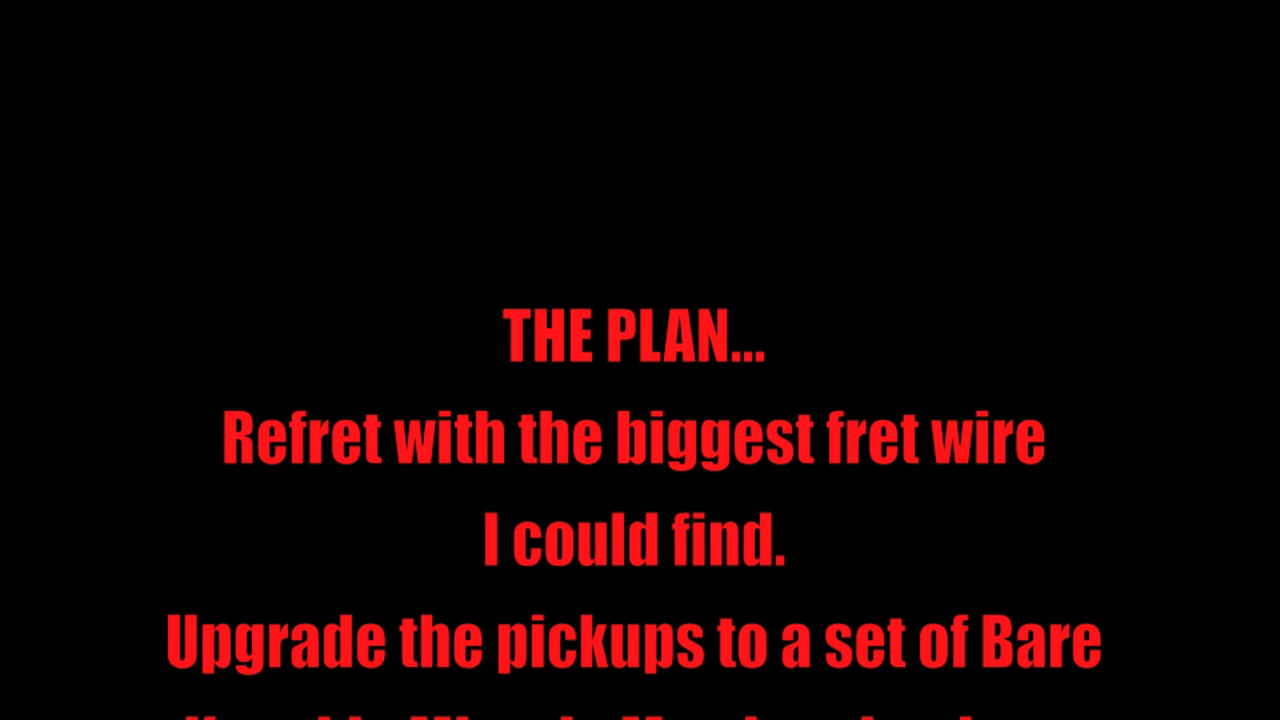 THE PLAN...
Refret with the biggest fret wire
I could find.
Upgrade the pickups to a set of Bare